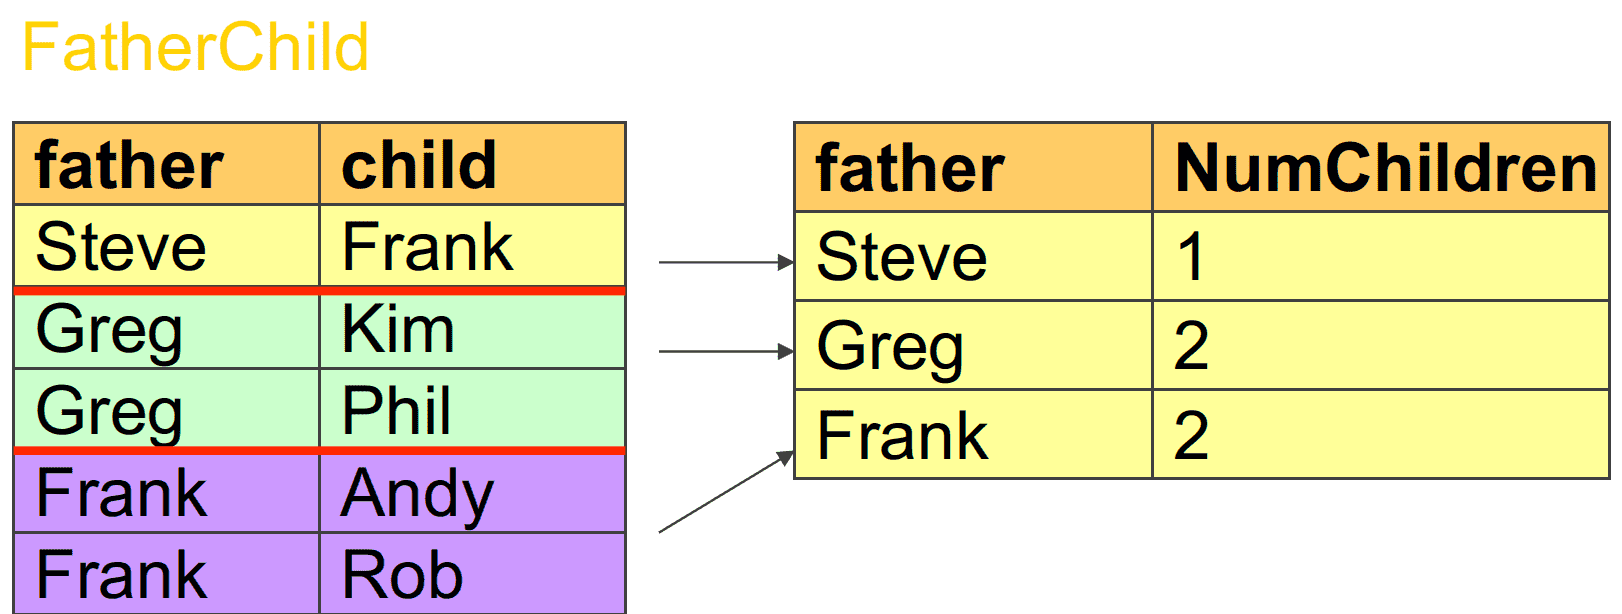 FatherChild
father child
Steve Frank
Greg Kim
Greg Phil
Frank Andy
Frank Rob
father NumChildren
Steve 1
Greg 2
Frank 2